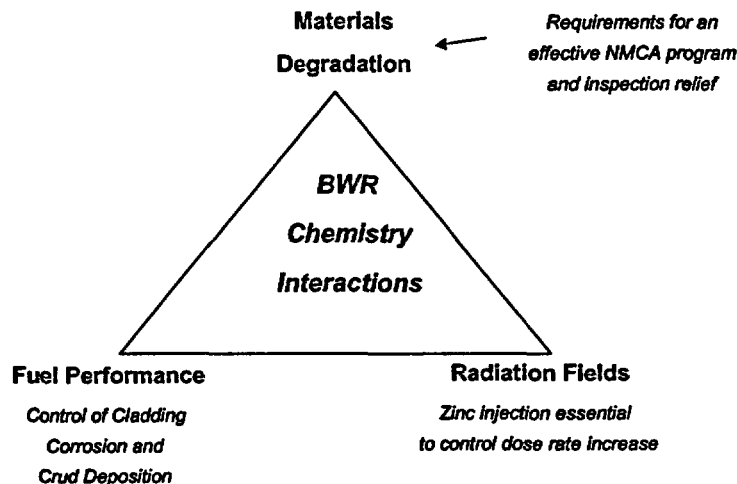 Materials
Degradation
Requirements for an
effective NMCA program
and inspection relief
BWR
Chemistry
Interactions
Fuel Performance
Control of Cladding
Corrosion and
Crud Deposition
Radiation Fields
Zinc injection essential
to control dose rate increase